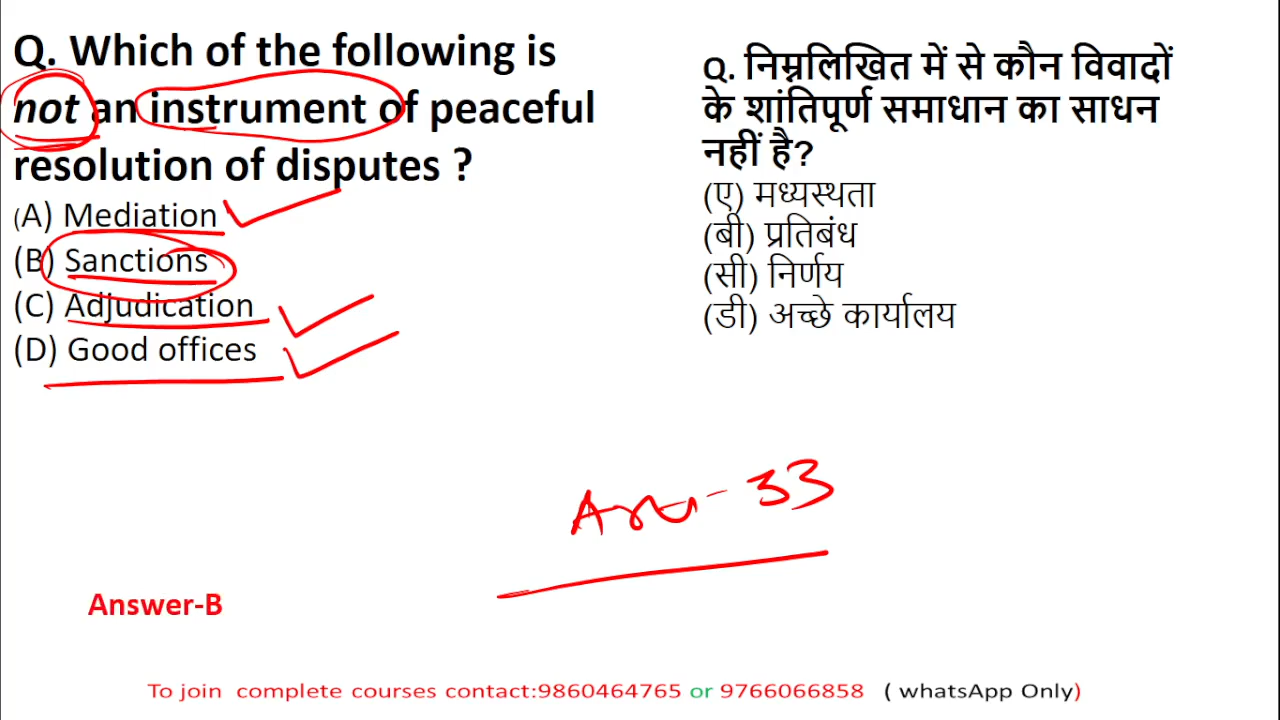 Q. Which of the following is
not an instrument of peaceful
resolution of disputes ?
(A) Mediation
(B) Sanctions
(C) Adjudication
(D) Good offices
Q. निम्नलिखित में से कौन विवादों
के शांतिपूर्ण समाधान का साधन
नहीं है?
(ए) मध्यस्थता
(बी) प्रतिबंध
(सी) निर्णय
(डी) अच्छे कार्यालय
- 33
Answer-B
To join complete courses contact:9860464765 or 9766066858 ( whatsApp Only)